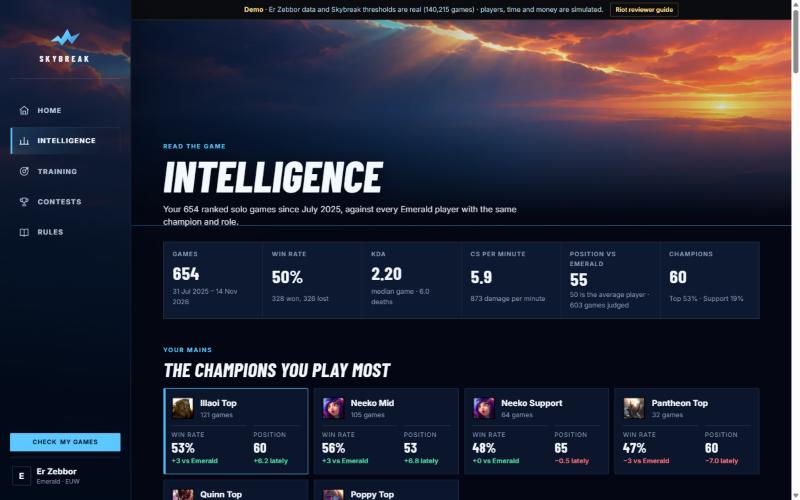 Demo · Er Zebbor data and Skybreak thresholds are real (140,215 games) · players, time and money are simulated.
Riot reviewer guide
SKYBREAK
HOME
INTELLIGENCE
TRAINING
CONTESTS
RULES
CHECK MY GAMES
E
Er Zebbor
Emerald · EUW
READ THE GAME
INTELLIGENCE
Your 654 ranked solo games since July 2025, against every Emerald player with the same
champion and role.
GAMES
654
31 Jul 2025 – 14 Nov
2026
WIN RATE
50%
328 won, 326 lost
KDA
2.20
median game · 6.0
deaths
CS PER MINUTE
5.9
873 damage per minute
POSITION VS
EMERALD
55
50 is the average player ·
603 games judged
CHAMPIONS
60
Top 53% · Support 19%
YOUR MAINS
THE CHAMPIONS YOU PLAY MOST
Illaoi Top
121 games
WIN RATE
53%
+3 vs Emerald
POSITION
60
+6.2 lately
Neeko Mid
105 games
WIN RATE
56%
+3 vs Emerald
POSITION
53
+6.8 lately
Neeko Support
64 games
WIN RATE
48%
+0 vs Emerald
POSITION
65
−0.5 lately
Pantheon Top
32 games
WIN RATE
47%
−3 vs Emerald
POSITION
60
−7.0 lately
Quinn Top
Poppy Top